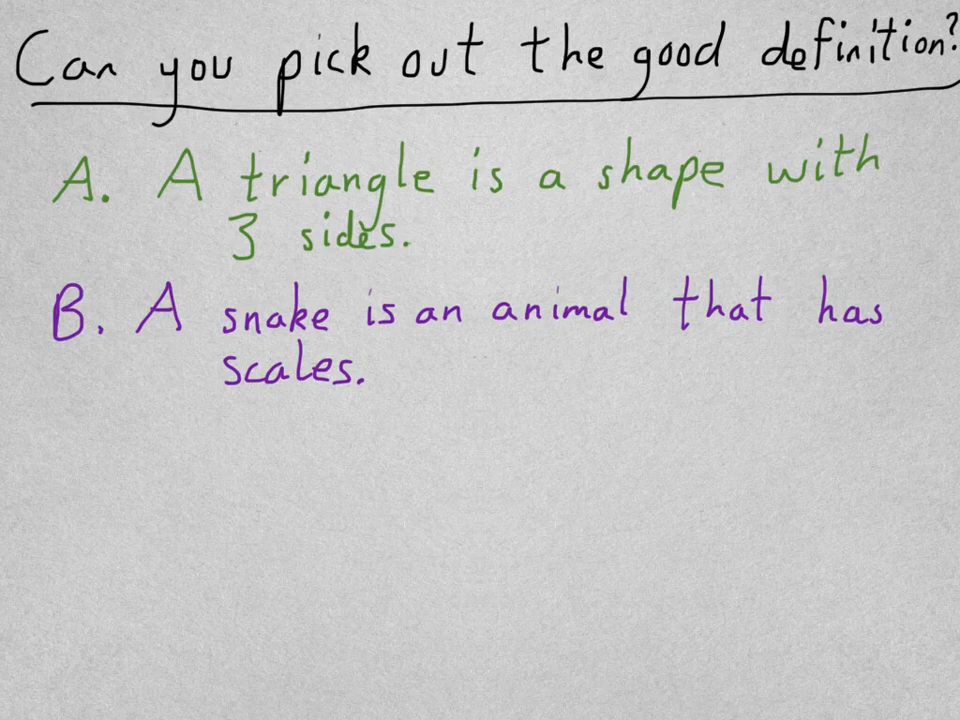 Can you pick out the good definition?
A. A triangle is a shape with
3 sides.
B. A snake is an animal that has
scales.